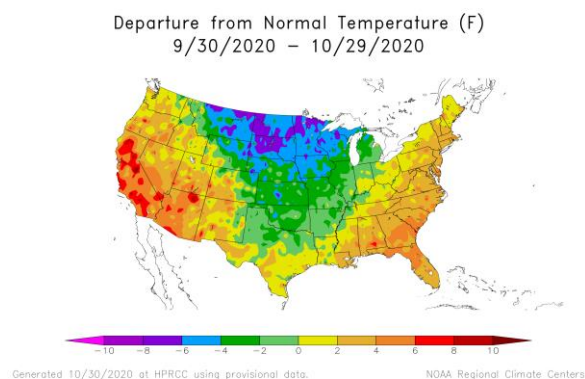 Departure from Normal Temperature (F)
9/30/2020 – 10/29/2020
-10 -8 -6 -4 -2 0 2 4 6 8 10
Generated 10/30/2020 at HPRCC using provisional data. NOAA Regional Climate Centers